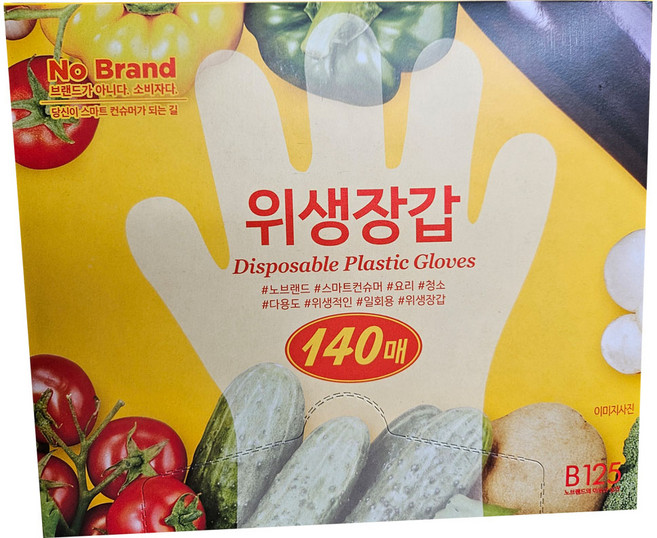 No Brand
브랜드가 아니다. 소비자다.
당신이 스마트 컨슈머가 되는 길
위생장갑
Disposable Plastic Gloves
#노브랜드 #스마트컨슈머 #요리 #청소
#다용도 #위생적인 #일회용 #위생장갑
140매
이미지사진
B125